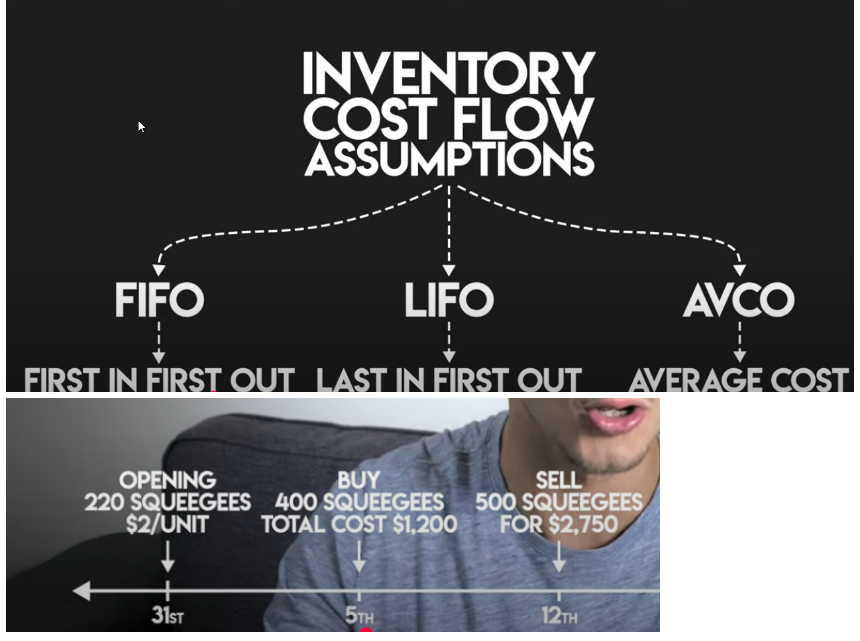 INVENTORY
COST FLOW
ASSUMPTIONS
FIFO LIFO AVCO
FIRST IN FIRST OUT LAST IN FIRST OUT AVERAGE COST
OPENING
220 SQUEEGEES
$2/UNIT
BUY
400 SQUEEGEES
TOTAL COST $1,200
SELL
500 SQUEEGEES
FOR $2,750
31ST 5TH 12TH